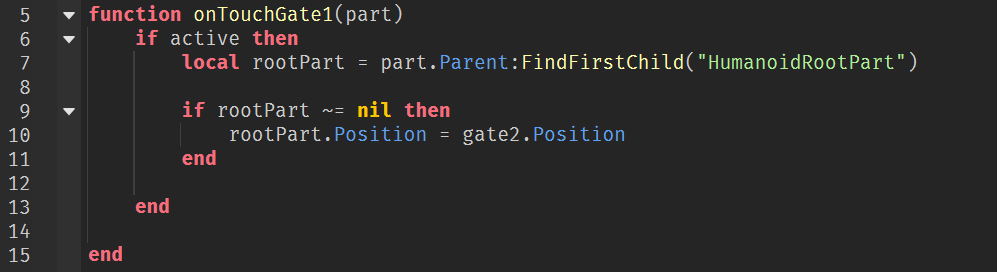 5 function onTouchGate1(part)
6     if active then
7         local rootPart = part.Parent:FindFirstChild("HumanoidRootPart")
8
9         if rootPart ~= nil then
10             rootPart.Position = gate2.Position
11         end
12
13     end
14
15 end